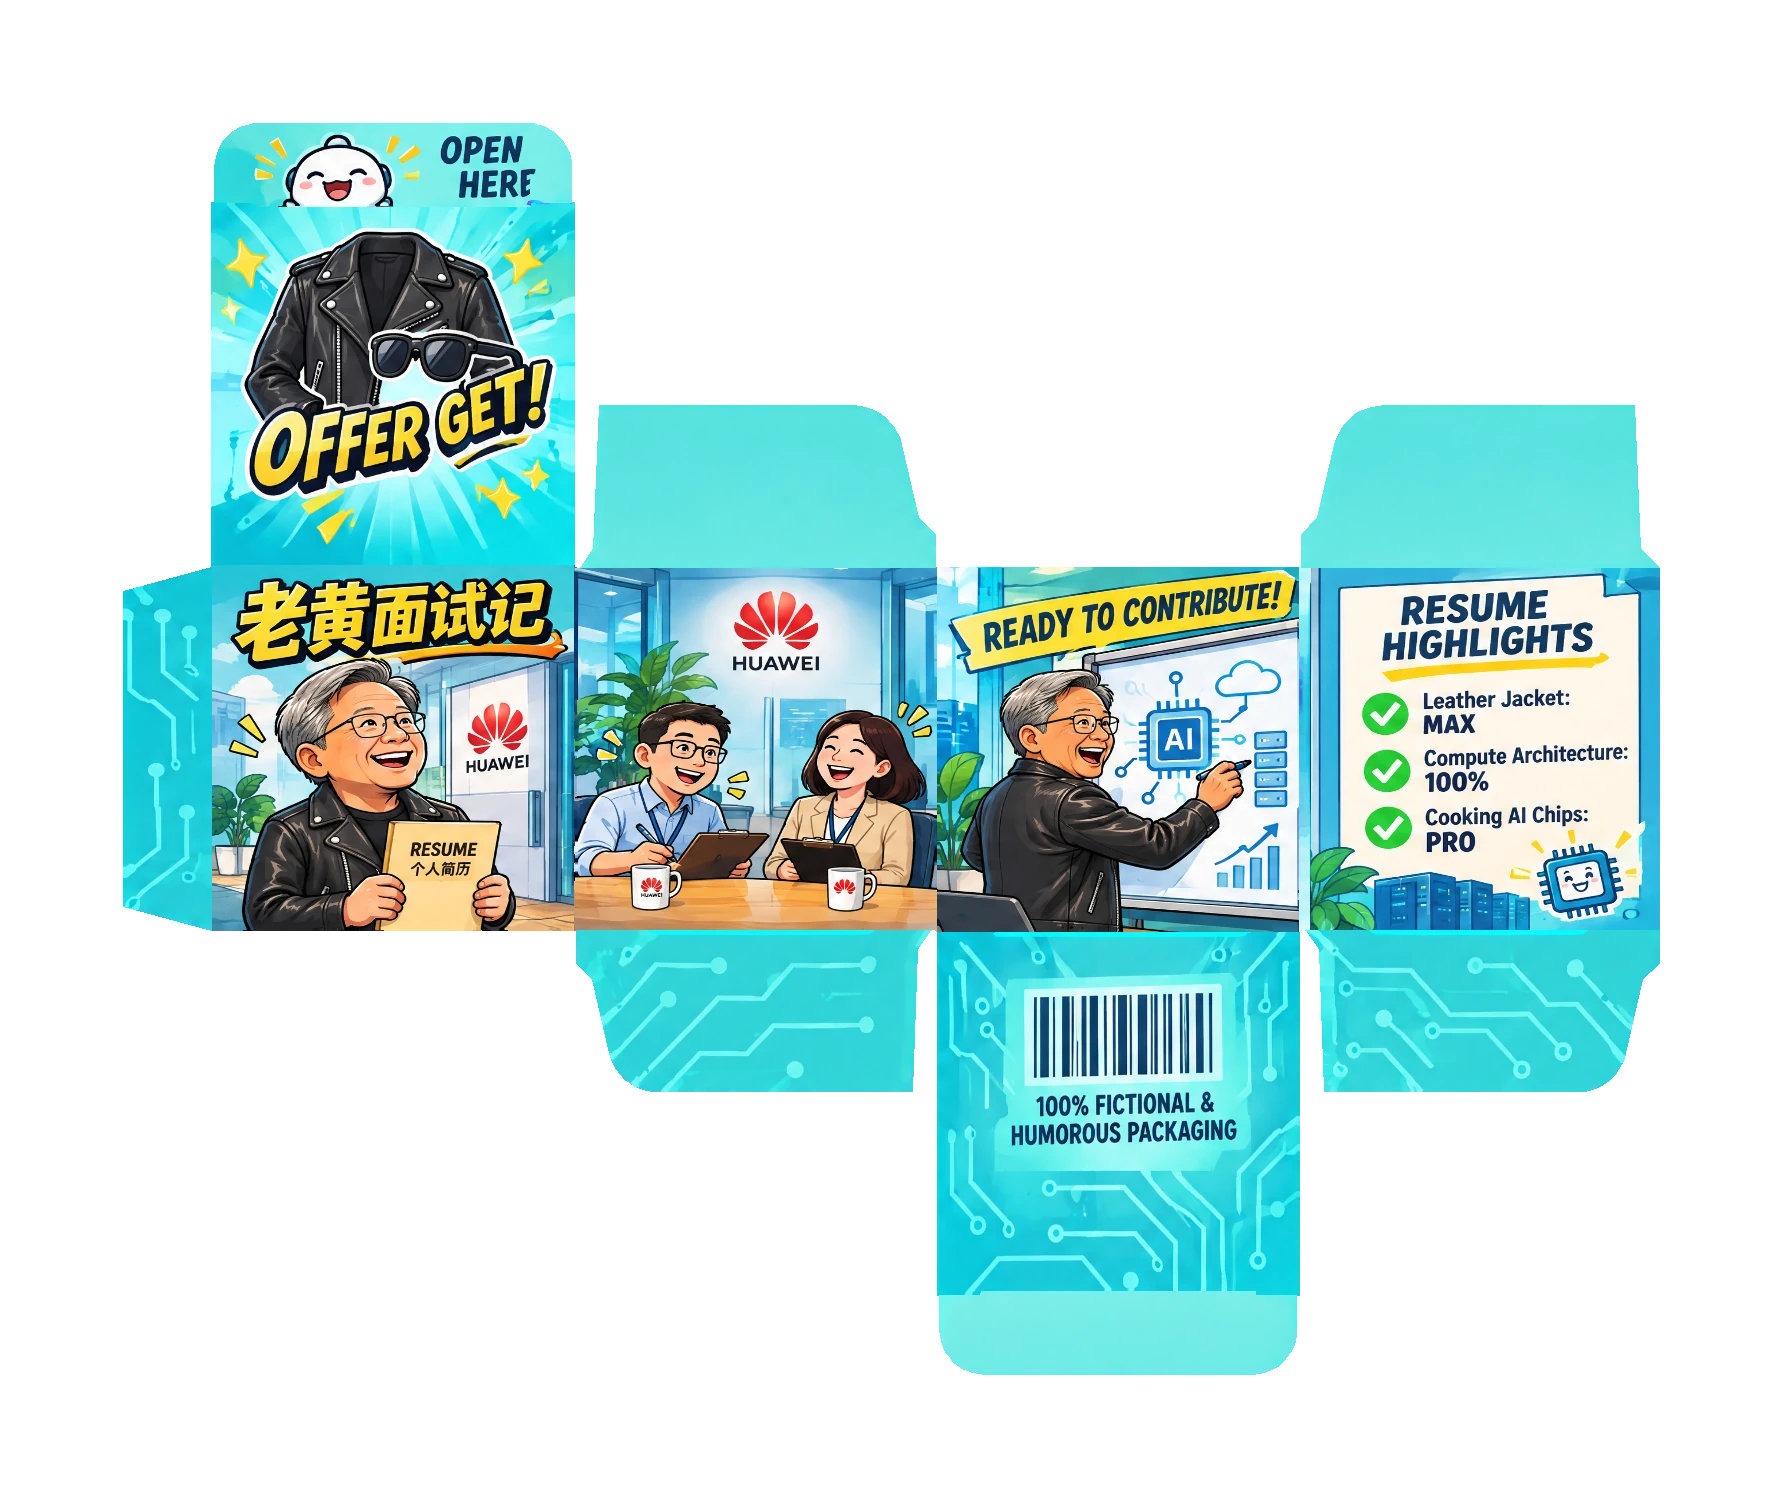 OPEN
HERE
OFFER GET!
老黄面试记
HUAWEI
RESUME
个人简历
HUAWEI
HUAWEI
READY TO CONTRIBUTE!
AI
RESUME
HIGHLIGHTS
Leather Jacket:
MAX
Compute Architecture:
100%
Cooking AI Chips:
PRO
100% FICTIONAL &
HUMOROUS PACKAGING